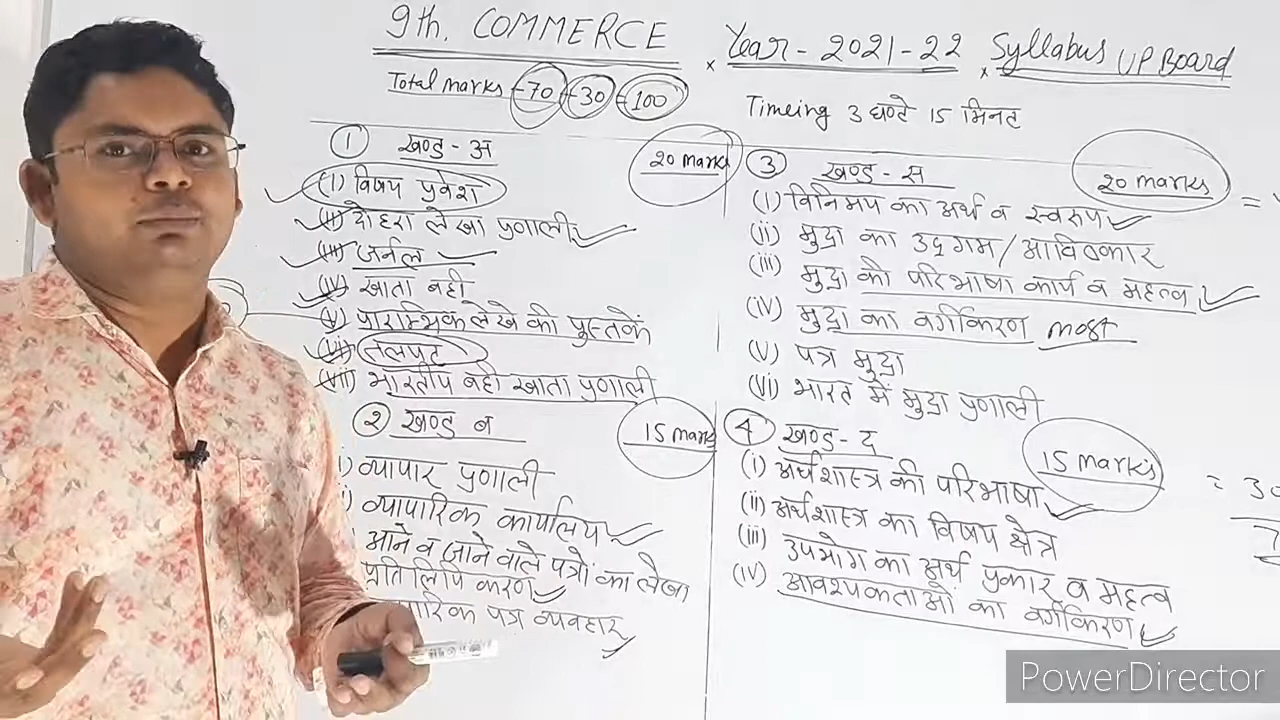 9th. COMMERCE × Year - 2021-22 × Syllabus UP Board
Total marks -70 -30 -100
Timeing 3 घण्टे 15 मिनट
1 खण्ड - अ 20 marks
(I) विषय प्रवेश
(II) दोहरा लेखा प्रणाली
(III) जर्नल
(IV) खाता बही
(V) प्रारम्भिक लेखे की पुस्तकें
(VI) तलपट
(VII) भारतीय बही खाता प्रणाली
2 खण्ड ब 15 mark
व्यापार प्रणाली
व्यापारिक कार्यालय
आने व जाने वाले पत्रों का लेखा
प्रतिलिपि करण
पत्र व्यवहार
3 खण्ड - स 20 marks
(i) विनिमय का अर्थ व स्वरूप
(ii) मुद्रा का उद्गम/आविष्कार
(iii) मुद्रा की परिभाषा कार्य व महत्व
(iv) मुद्रा का वर्गीकरण most
(v) पत्र मुद्रा
(vi) भारत में मुद्रा प्रणाली
4 खण्ड - द 15 marks
(i) अर्थशास्त्र की परिभाषा
(ii) अर्थशास्त्र का विषय क्षेत्र
(iii) उपभोग का अर्थ प्रकार व महत्व
(iv) आवश्यकताओं का वर्गीकरण
PowerDirector